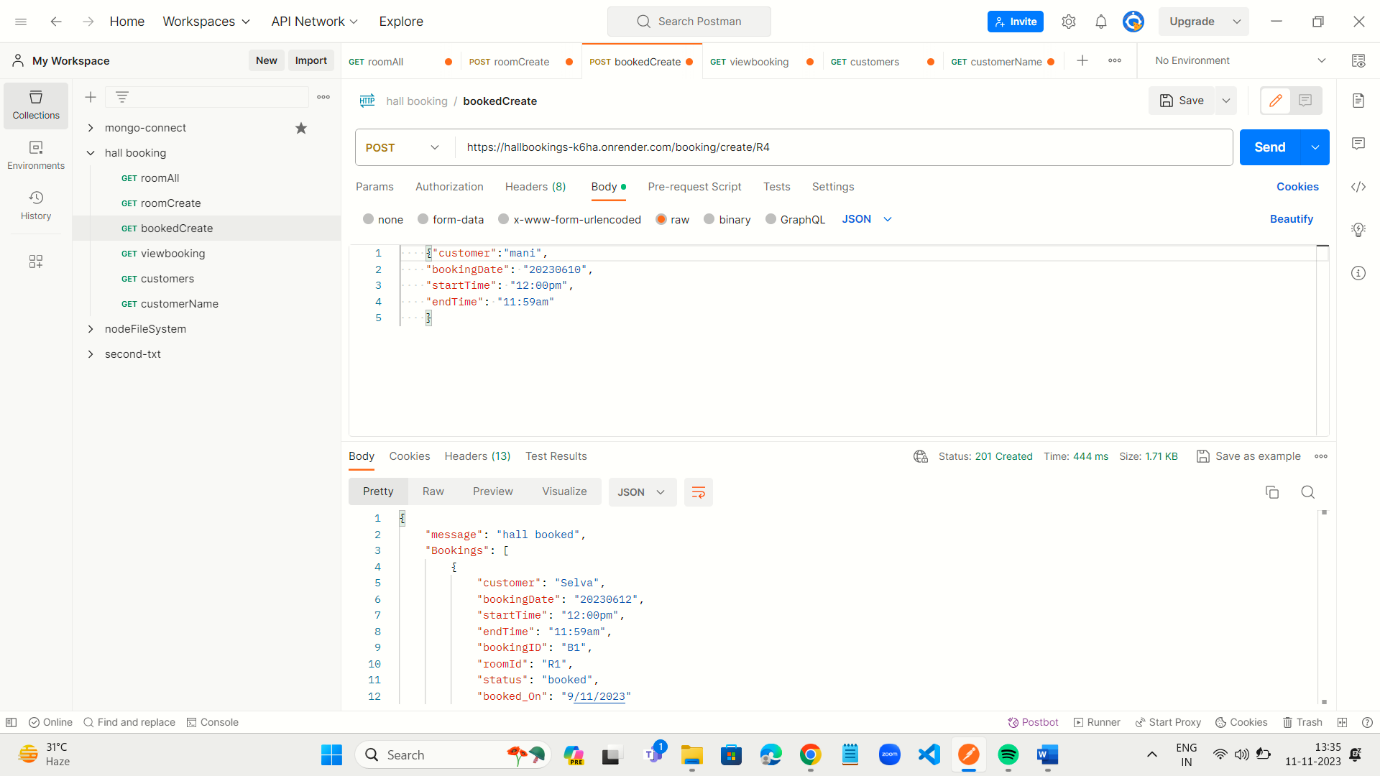 Home Workspaces API Network Explore Search Postman Invite Upgrade
My Workspace New Import GET roomAll POST roomCreate POST bookedCreate GET viewbooking GET customers GET customerName No Environment
Collections
Environments
History
mongo-connect
hall booking
GET roomAll
GET roomCreate
GET bookedCreate
GET viewbooking
GET customers
GET customerName
nodeFileSystem
second-txt
HTTP hall booking / bookedCreate Save
POST https://hallbookings-k6ha.onrender.com/booking/create/R4 Send
Params Authorization Headers (8) Body Pre-request Script Tests Settings Cookies
none form-data x-www-form-urlencoded raw binary GraphQL JSON Beautify
1 {"customer":"mani",
2 "bookingDate": "20230610",
3 "startTime": "12:00pm",
4 "endTime": "11:59am"
5 }
Body Cookies Headers (13) Test Results Status: 201 Created Time: 444 ms Size: 1.71 KB Save as example
Pretty Raw Preview Visualize JSON
1 {
2 "message": "hall booked",
3 "Bookings": [
4 {
5 "customer": "Selva",
6 "bookingDate": "20230612",
7 "startTime": "12:00pm",
8 "endTime": "11:59am",
9 "bookingID": "B1",
10 "roomId": "R1",
11 "status": "booked",
12 "booked_On": "9/11/2023"
Online Find and replace Console Postbot Runner Start Proxy Cookies Trash
31°C
Haze
Search
PRE
1
zoom
ENG
IN
13:35
11-11-2023